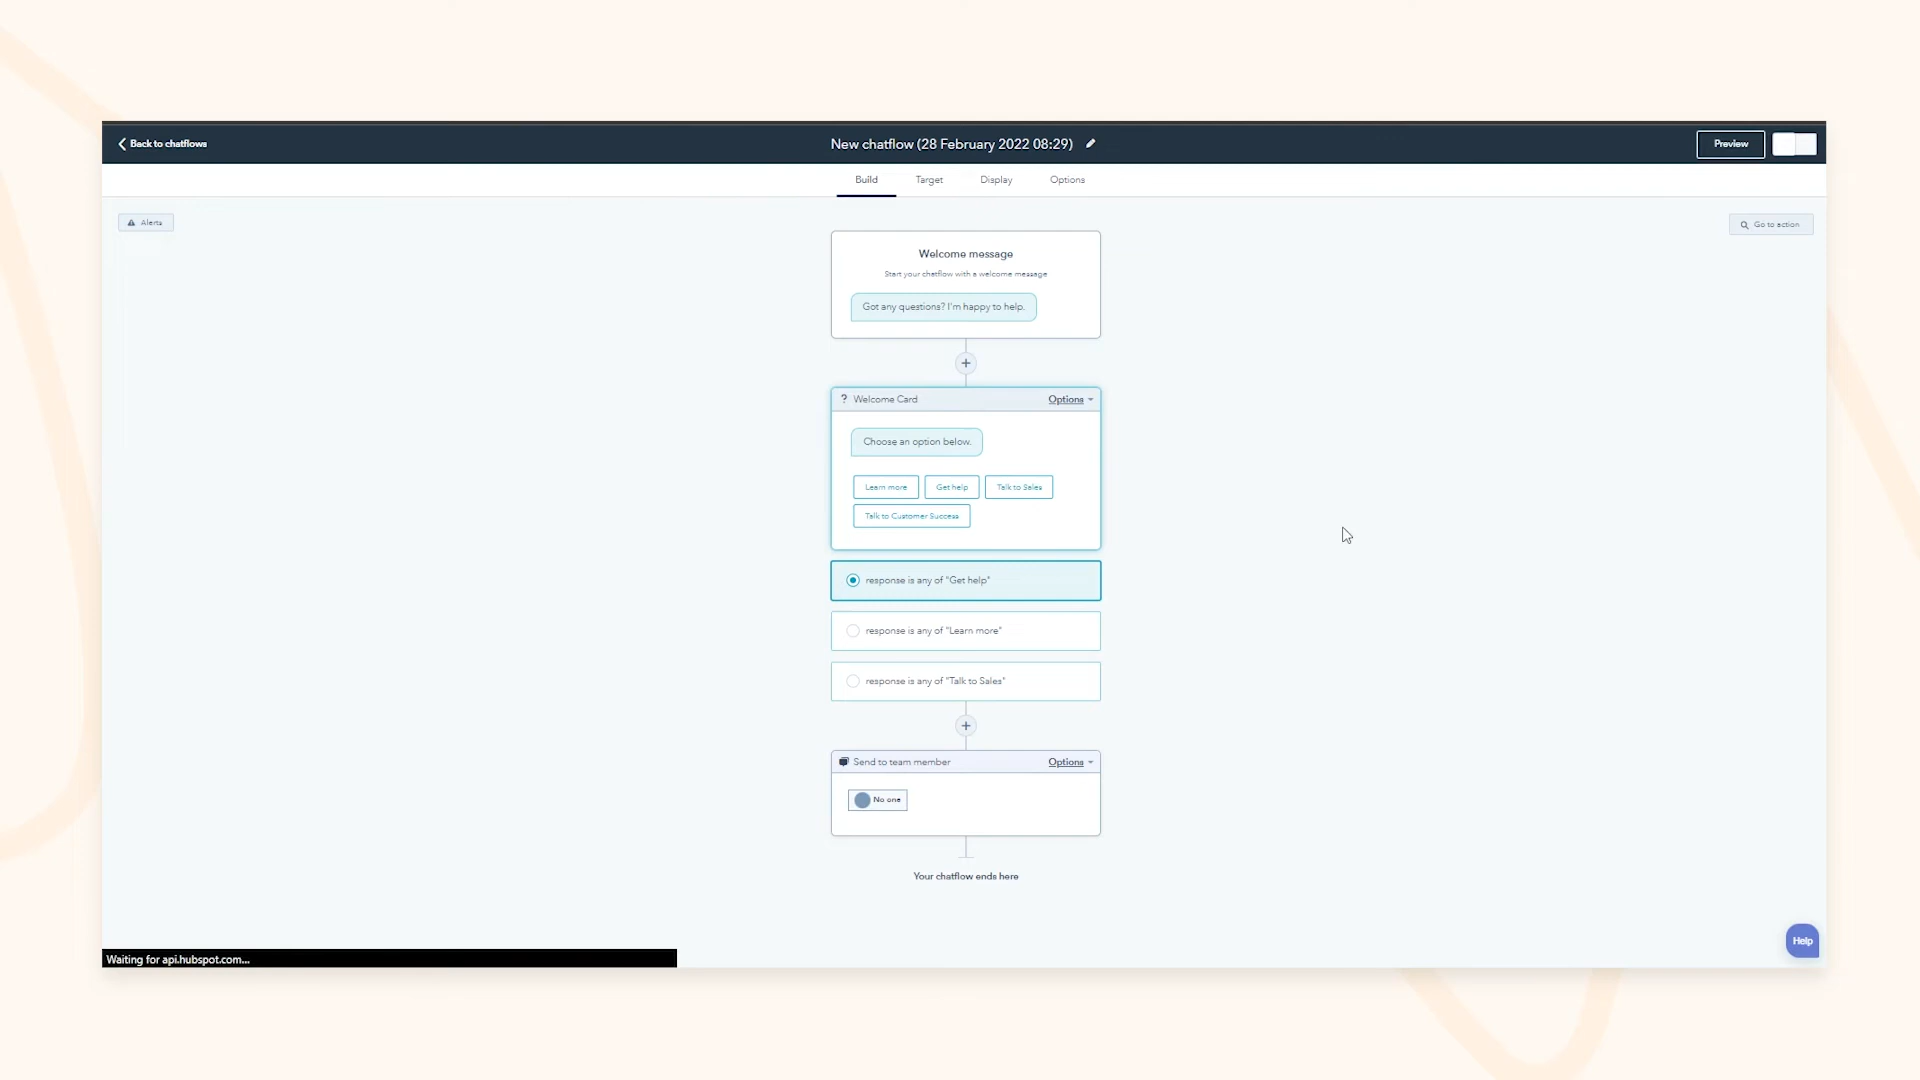 Back to chatflows
New chatflow (28 February 2022 08:29)
Preview
Build
Target
Display
Options
Alerts
Go to action
Welcome message
Start your chatflow with a welcome message
Got any questions? I'm happy to help.
+
? Welcome Card
Options
Choose an option below.
Learn more
Get help
Talk to Sales
Talk to Customer Success
response is any of "Get help"
response is any of "Learn more"
response is any of "Talk to Sales"
+
Send to team member
Options
No one
Your chatflow ends here
Help
Waiting for api.hubspot.com...